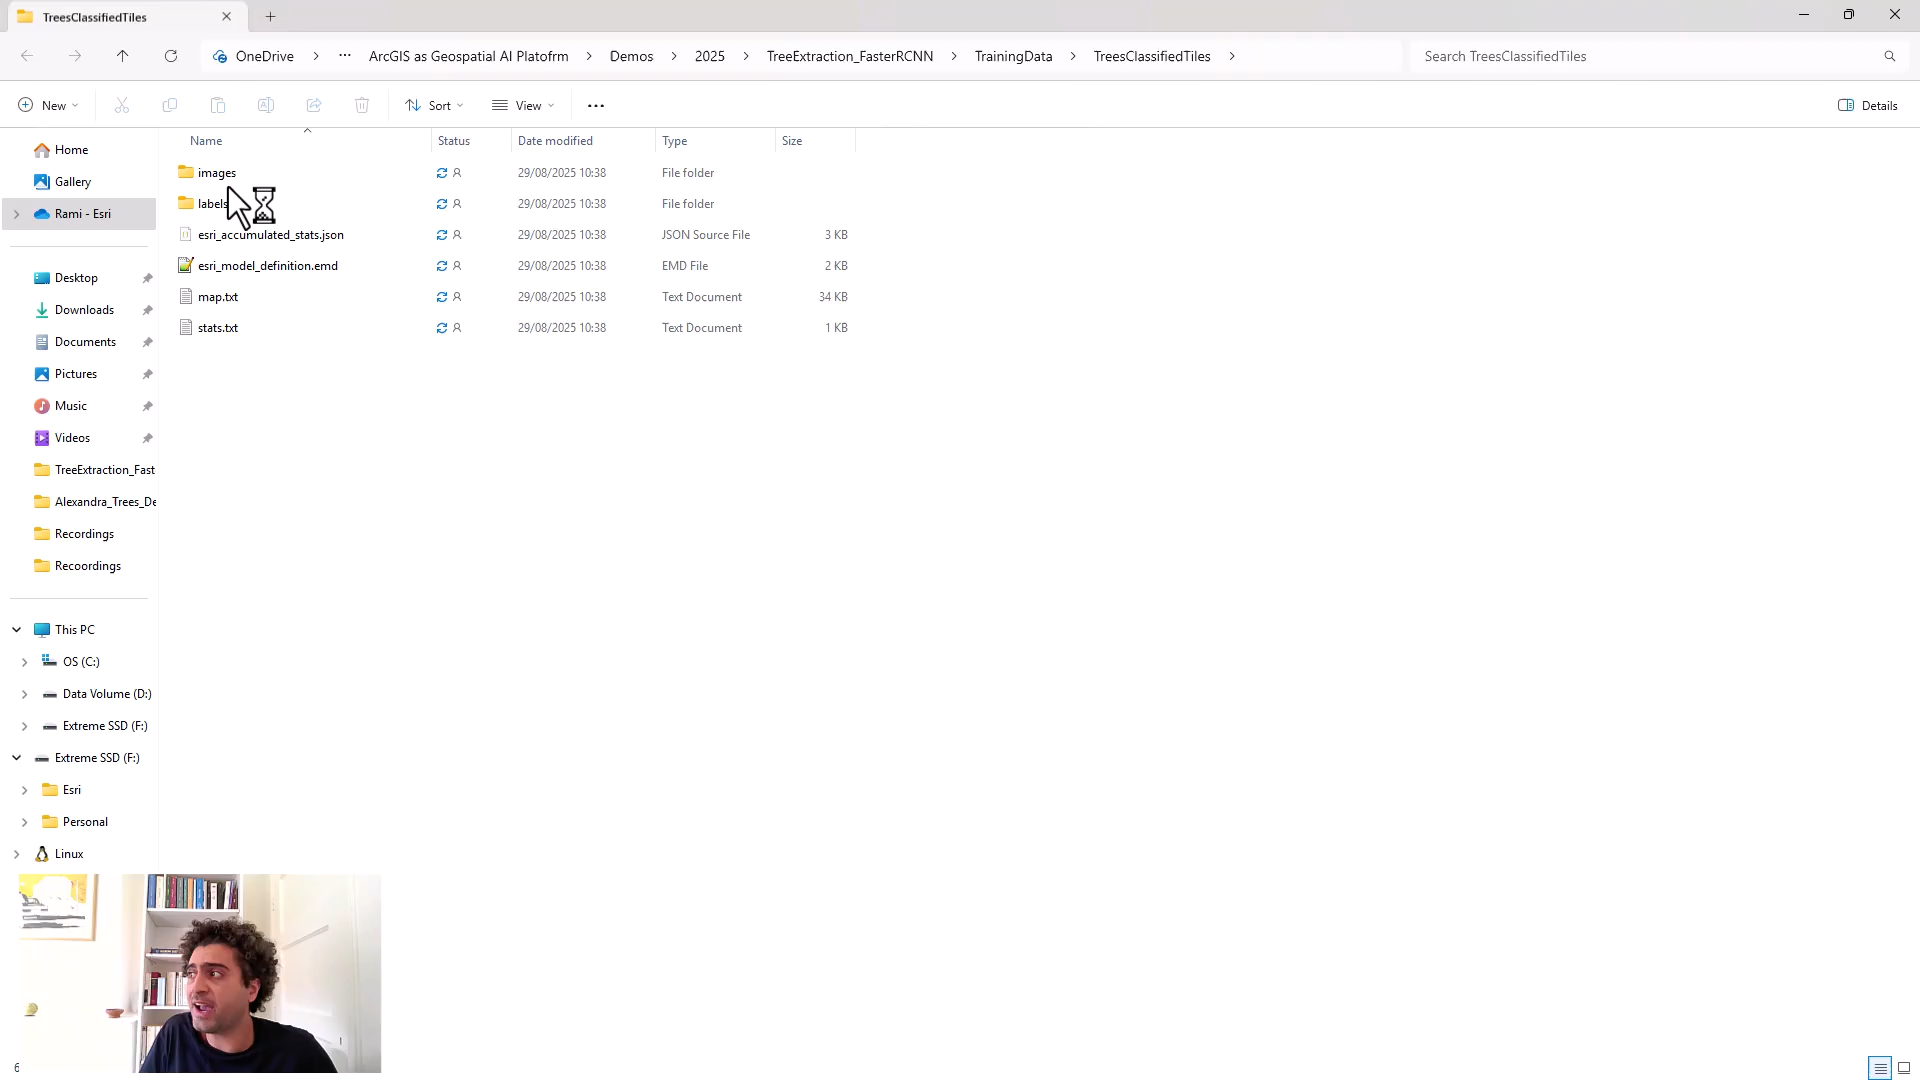 TreesClassifiedTiles
OneDrive > ... ArcGIS as Geospatial AI Platofrm > Demos > 2025 > TreeExtraction_FasterRCNN > TrainingData > TreesClassifiedTiles >
Search TreesClassifiedTiles
New
Sort
View
Details
Name Status Date modified Type Size
images 29/08/2025 10:38 File folder
labels 29/08/2025 10:38 File folder
esri_accumulated_stats.json 29/08/2025 10:38 JSON Source File 3 KB
esri_model_definition.emd 29/08/2025 10:38 EMD File 2 KB
map.txt 29/08/2025 10:38 Text Document 34 KB
stats.txt 29/08/2025 10:38 Text Document 1 KB
Home
Gallery
Rami - Esri
Desktop
Downloads
Documents
Pictures
Music
Videos
TreeExtraction_Fast
Alexandra_Trees_De
Recordings
Recoordings
This PC
OS (C:)
Data Volume (D:)
Extreme SSD (F:)
Extreme SSD (F:)
Esri
Personal
Linux
6